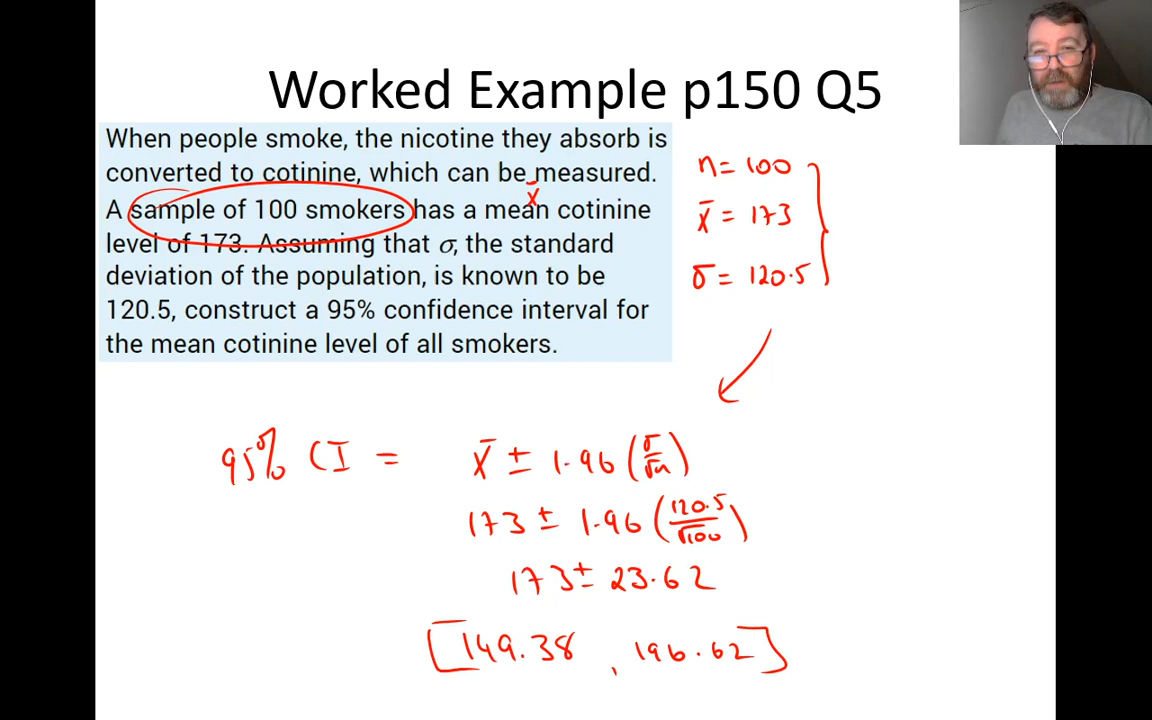 Worked Example p150 Q5
When people smoke, the nicotine they absorb is
converted to cotinine, which can be measured.
x̄
A sample of 100 smokers has a mean cotinine
level of 173. Assuming that σ, the standard
deviation of the population, is known to be
120.5, construct a 95% confidence interval for
the mean cotinine level of all smokers.
n = 100
x̄ = 173
σ = 120.5
95% CI = x̄ ± 1.96 (σ/√n)
173 ± 1.96 (120.5/√100)
173 ± 23.62
[149.38 , 196.62]